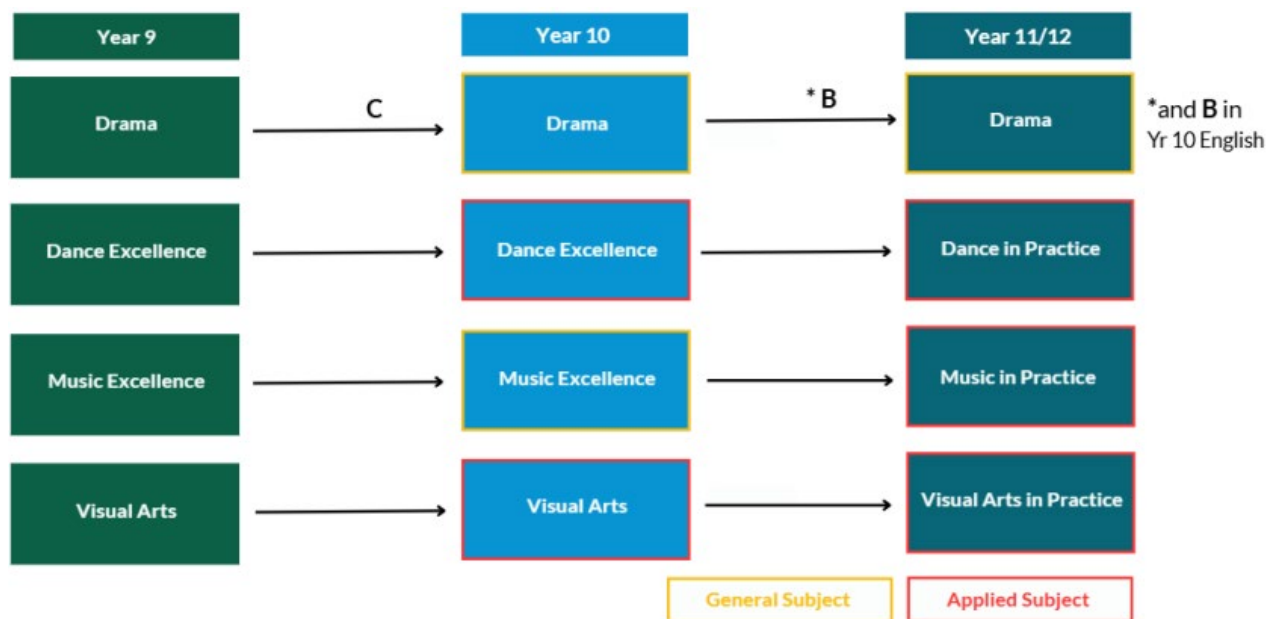 Year 9
Year 10
Year 11/12
Drama
C
Drama
* B
Drama
*and B in
Yr 10 English
Dance Excellence
Dance Excellence
Dance in Practice
Music Excellence
Music Excellence
Music in Practice
Visual Arts
Visual Arts
Visual Arts in Practice
General Subject
Applied Subject